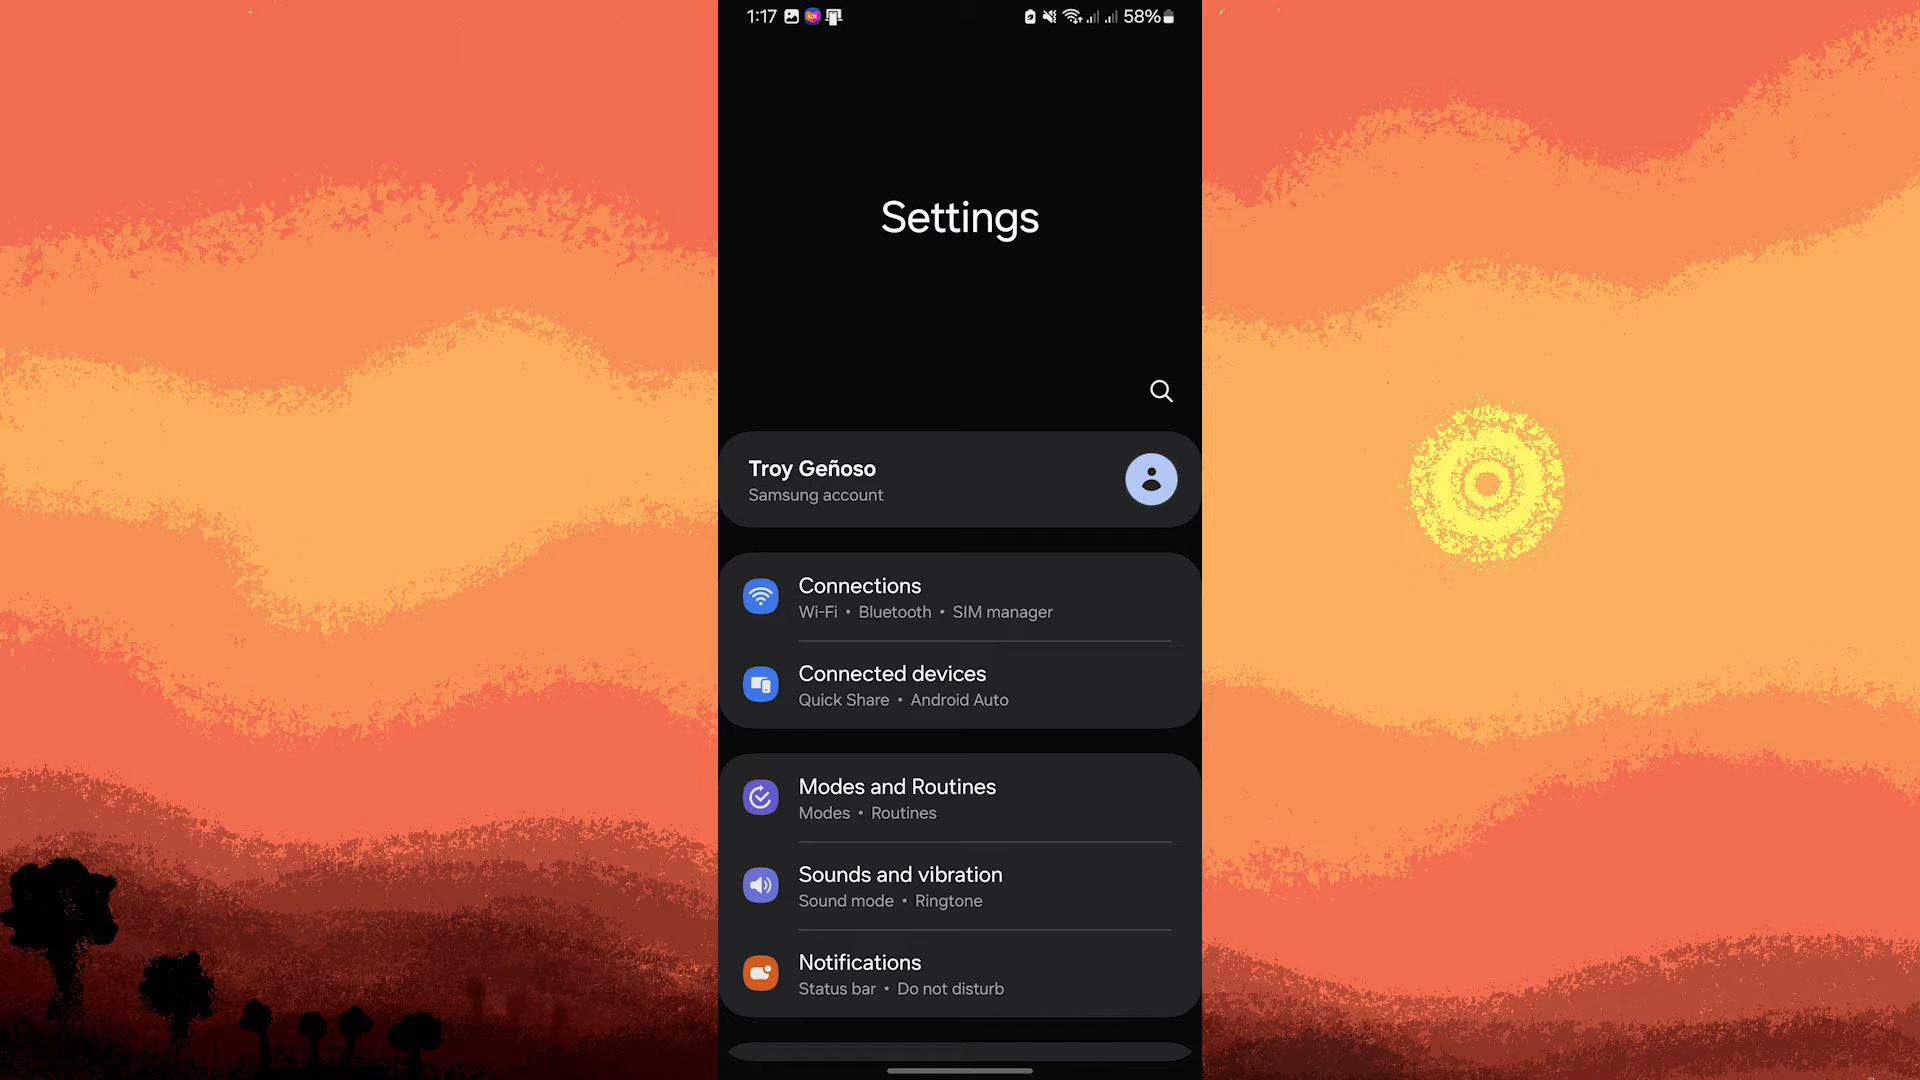 1:17 58%
Settings
Troy Geñoso
Samsung account
Connections
Wi-Fi • Bluetooth • SIM manager
Connected devices
Quick Share • Android Auto
Modes and Routines
Modes • Routines
Sounds and vibration
Sound mode • Ringtone
Notifications
Status bar • Do not disturb